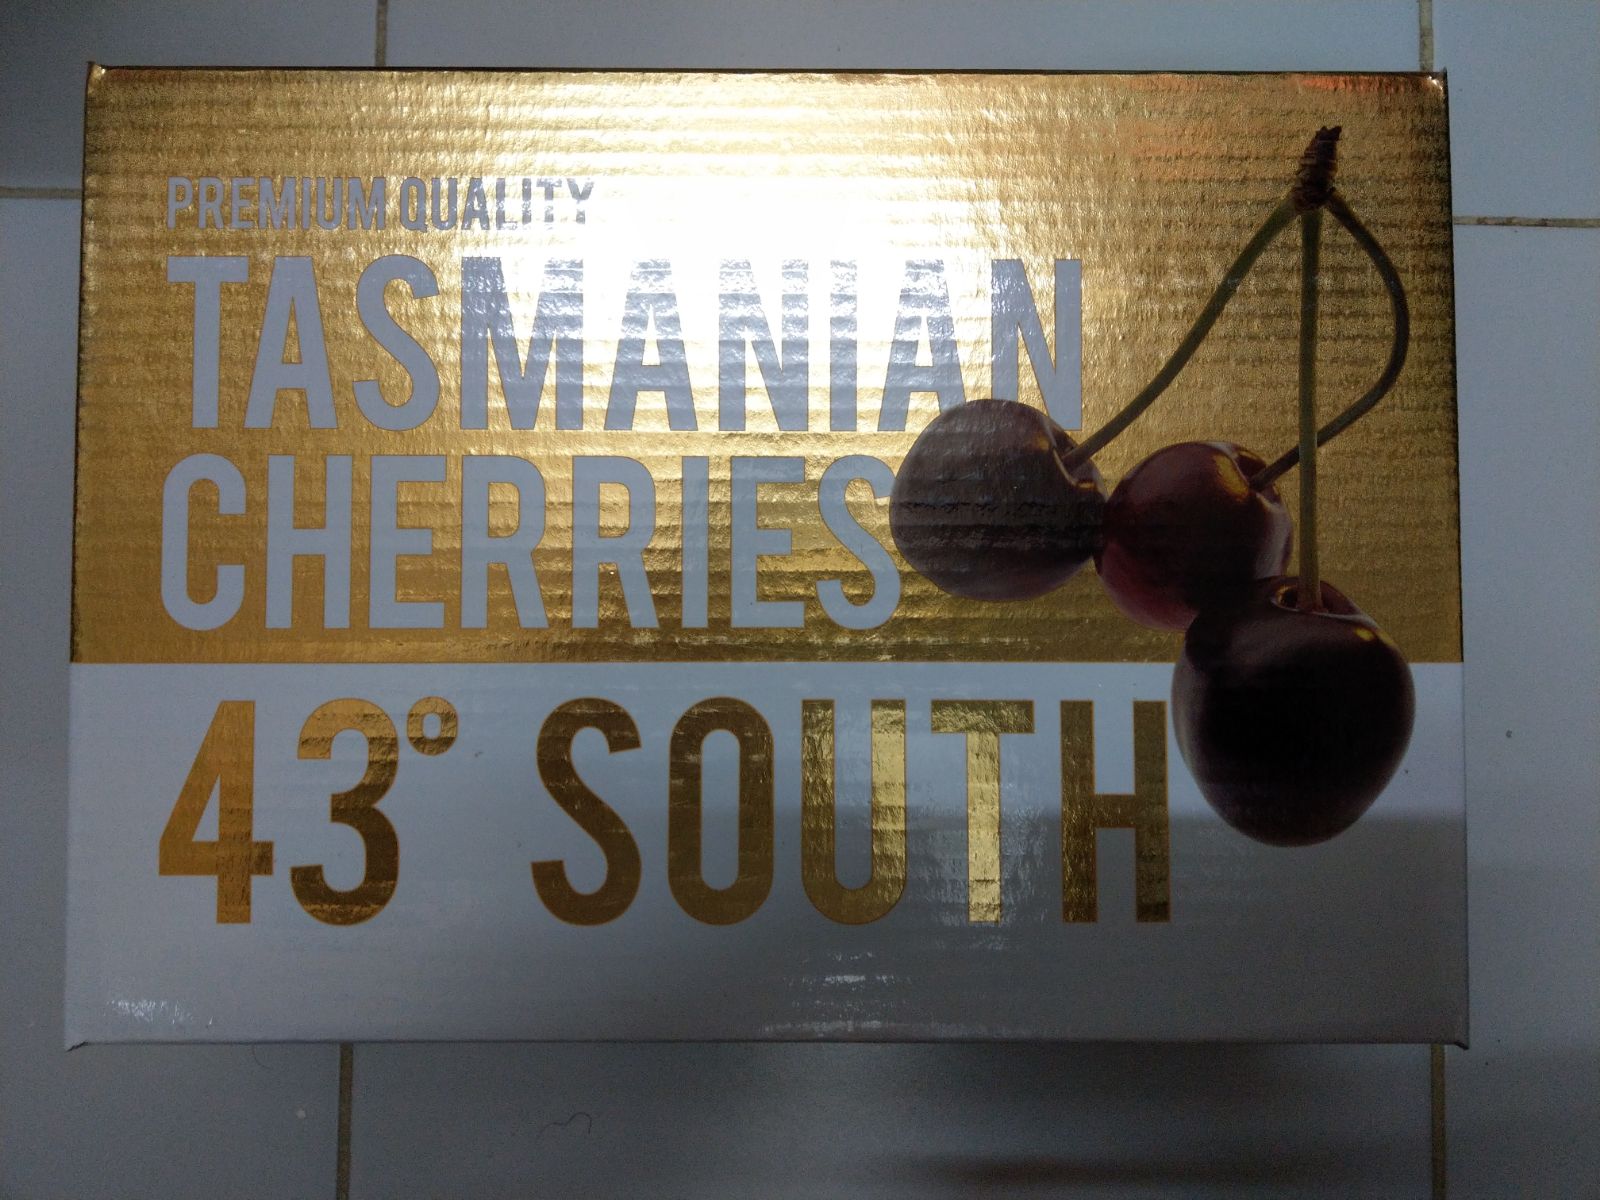 PREMIUM QUALITY
TASMANIAN
CHERRIES
43° SOUTH